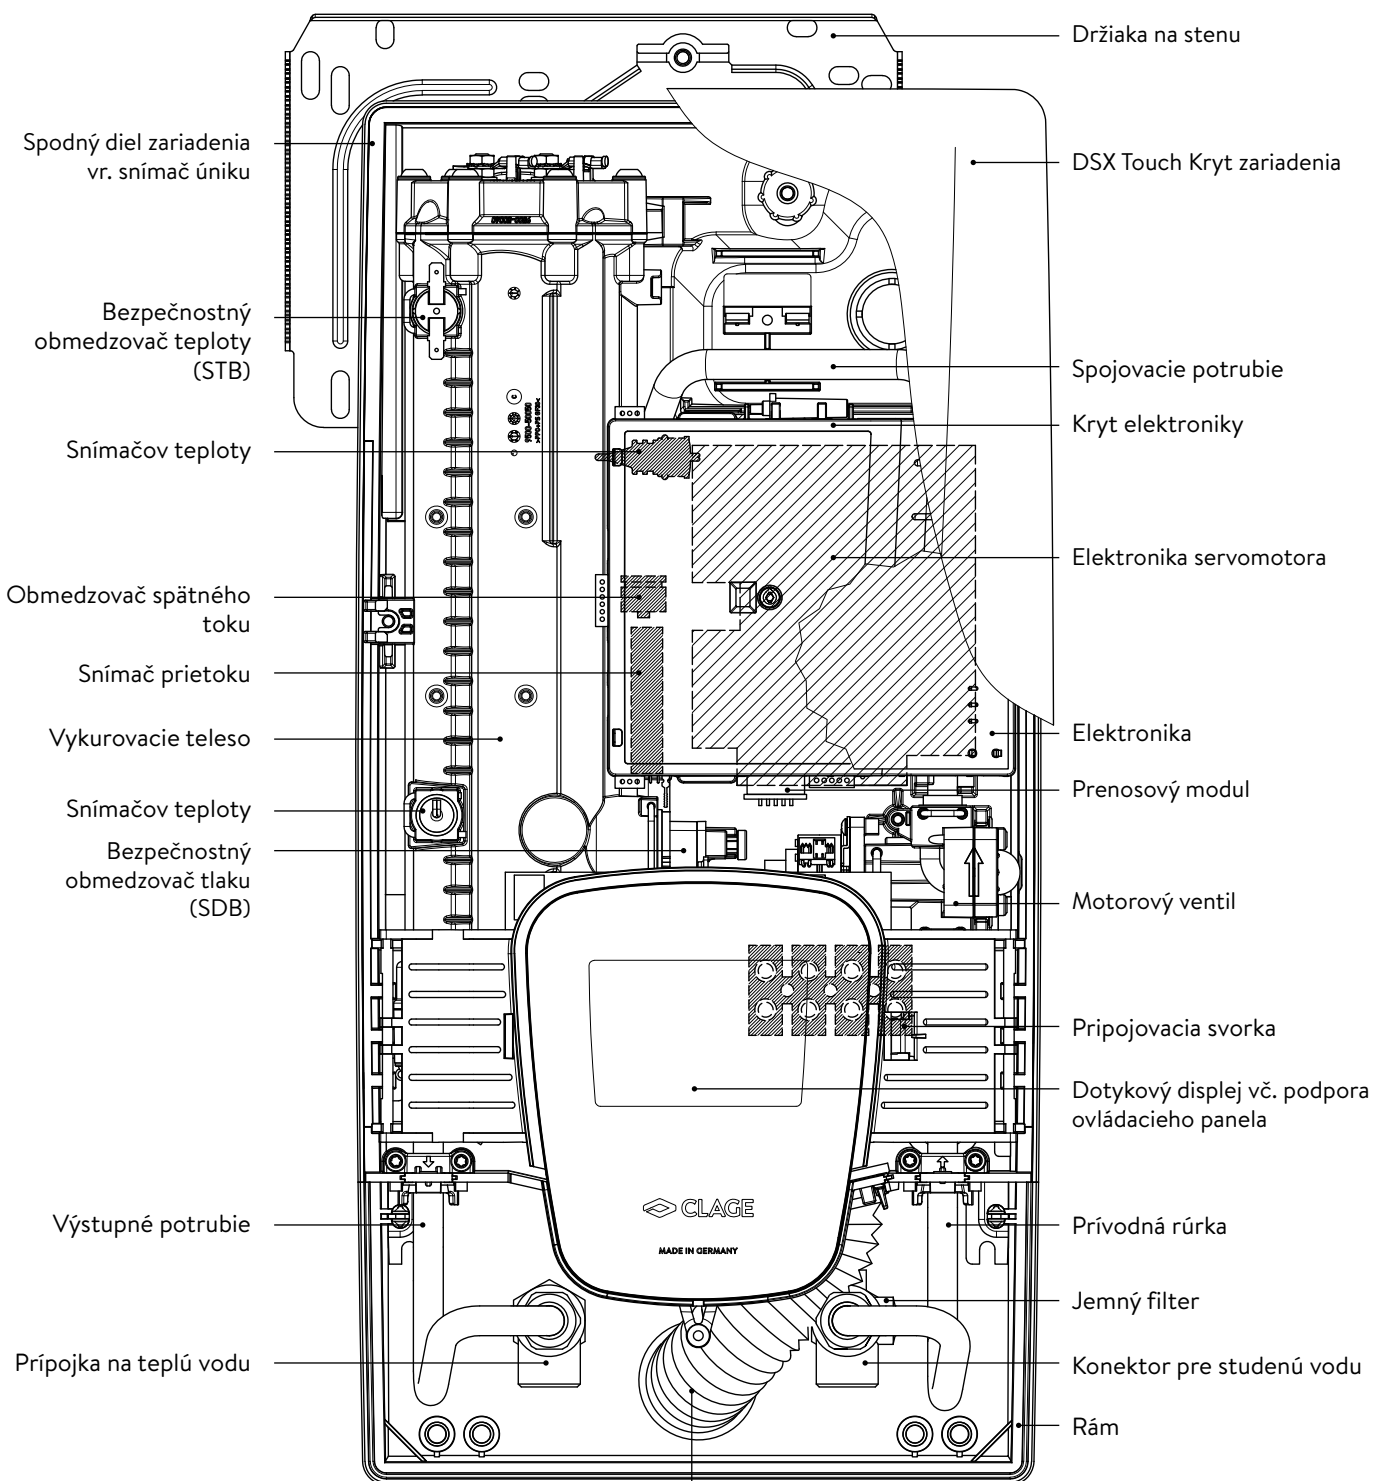 Držiaka na stenu
Spodný diel zariadenia
vr. snímač úniku
DSX Touch Kryt zariadenia
Bezpečnostný
obmedzovač teploty
(STB)
Spojovacie potrubie
Kryt elektroniky
Snímačov teploty
Elektronika servomotora
Obmedzovač spätného
toku
Snímač prietoku
Vykurovacie teleso
Elektronika
Prenosový modul
Snímačov teploty
Bezpečnostný
obmedzovač tlaku
(SDB)
Motorový ventil
Pripojovacia svorka
Dotykový displej vč. podpora
ovládacieho panela
CLAGE
MADE IN GERMANY
Výstupné potrubie
Prívodná rúrka
Jemný filter
Prípojka na teplú vodu
Konektor pre studenú vodu
Rám